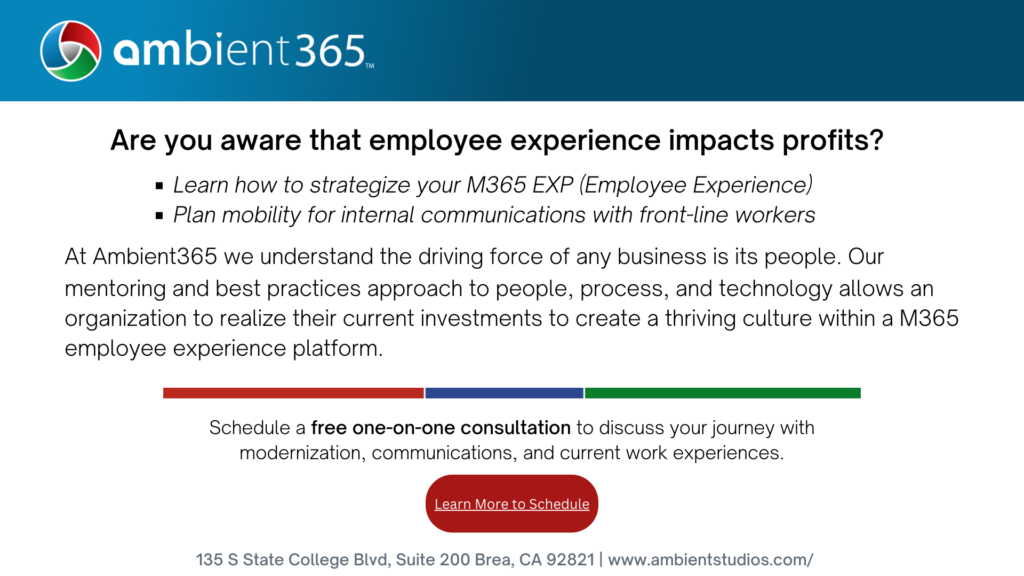 ambient365™
Are you aware that employee experience impacts profits?
▪ Learn how to strategize your M365 EXP (Employee Experience)
▪ Plan mobility for internal communications with front-line workers
At Ambient365 we understand the driving force of any business is its people. Our
mentoring and best practices approach to people, process, and technology allows an
organization to realize their current investments to create a thriving culture within a M365
employee experience platform.
Schedule a free one-on-one consultation to discuss your journey with
modernization, communications, and current work experiences.
Learn More to Schedule
135 S State College Blvd, Suite 200 Brea, CA 92821 | www.ambientstudios.com/